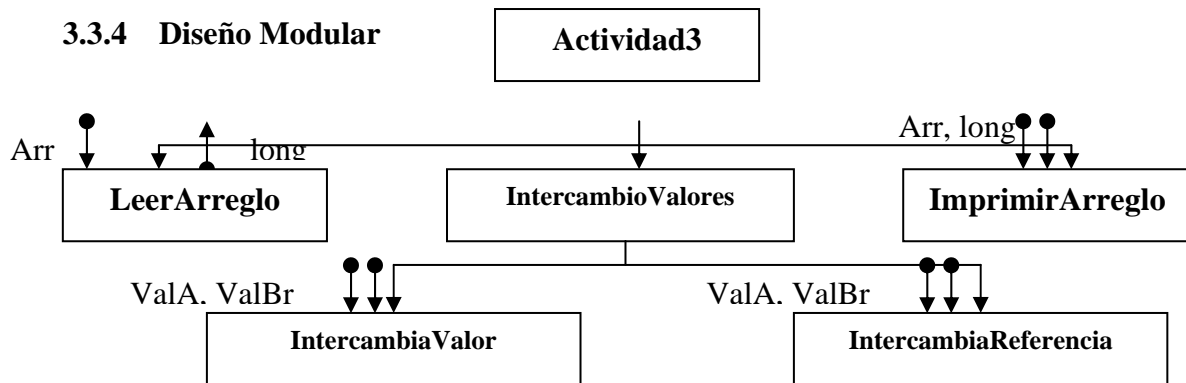 3.3.4 Diseño Modular
Actividad3
Arr
long
Arr, long
LeerArreglo
IntercambioValores
ImprimirArreglo
ValA, ValBr
ValA, ValBr
IntercambiaValor
IntercambiaReferencia